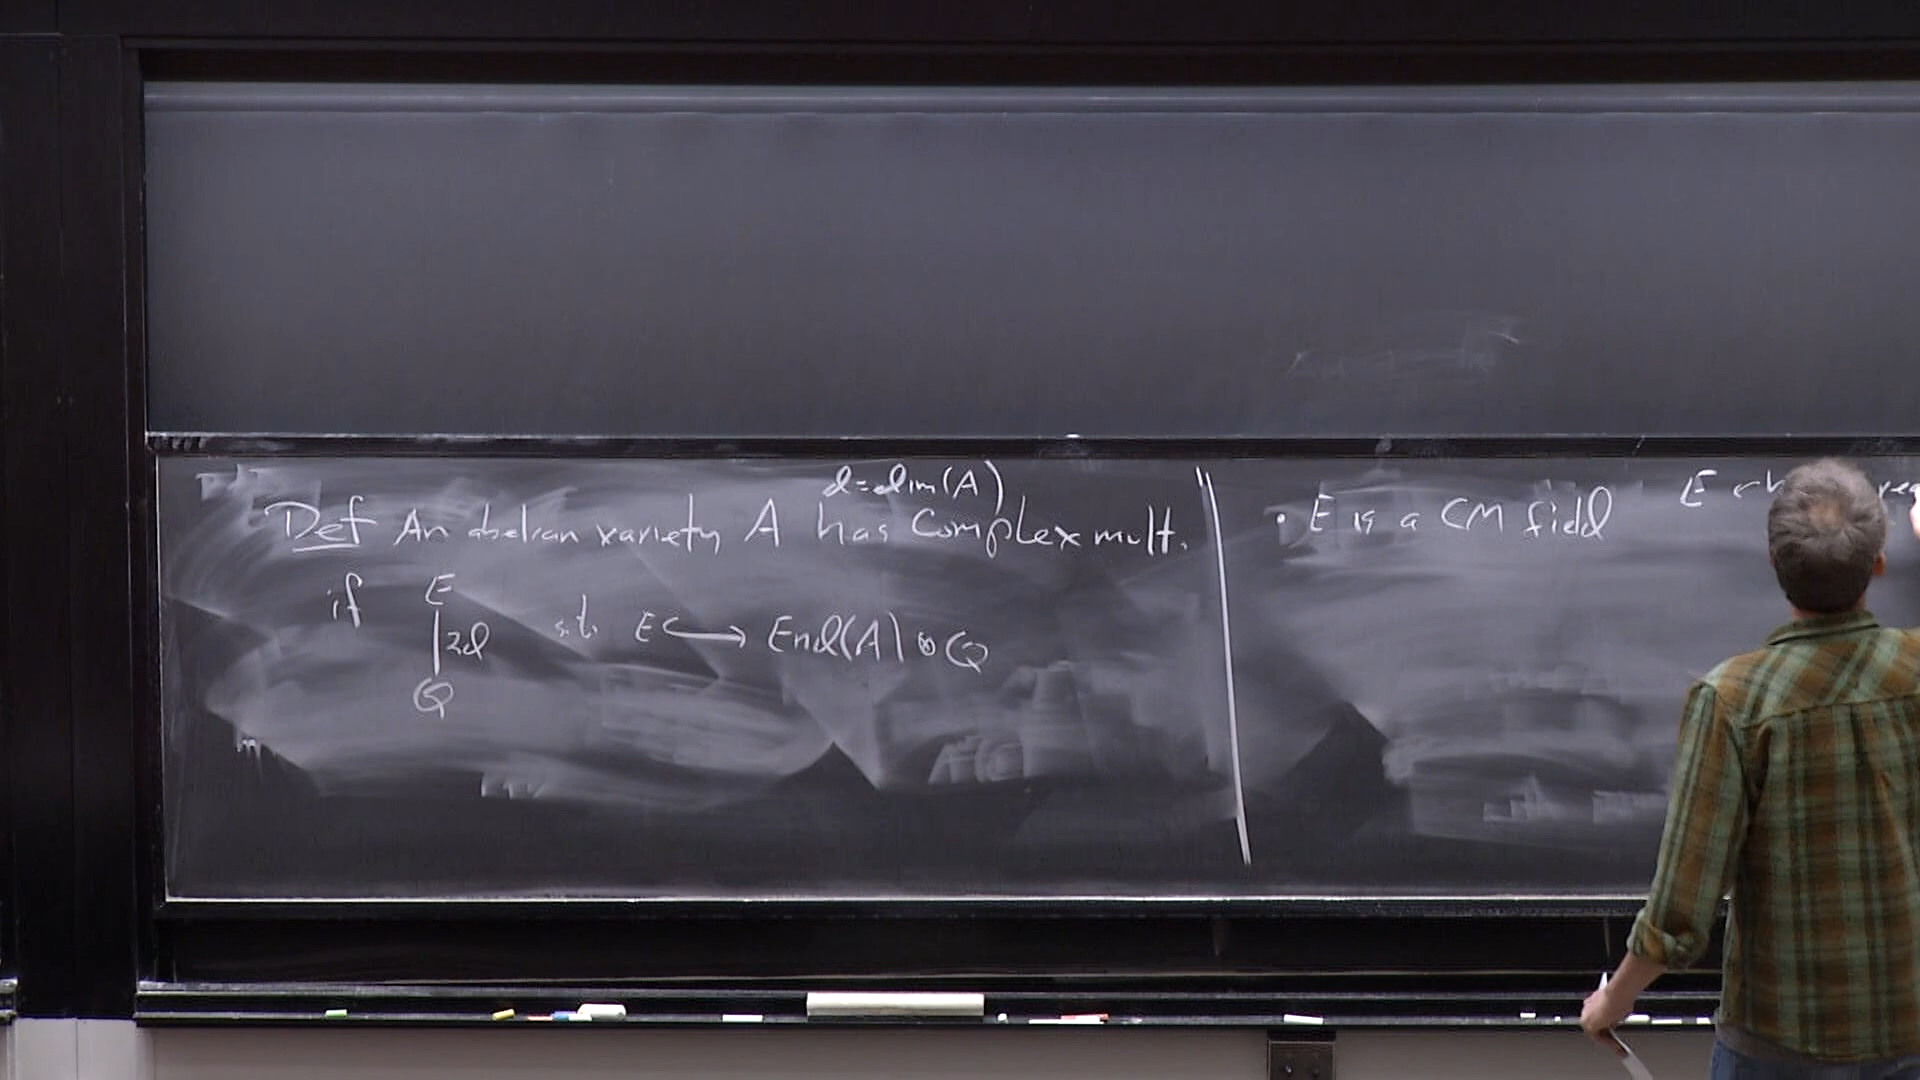 d=dim(A)
Def An abelian variety A has Complex mult.
if E s.t. E ↪ End(A) ⊗ Q
| 2d
Q
• E is a CM field
E